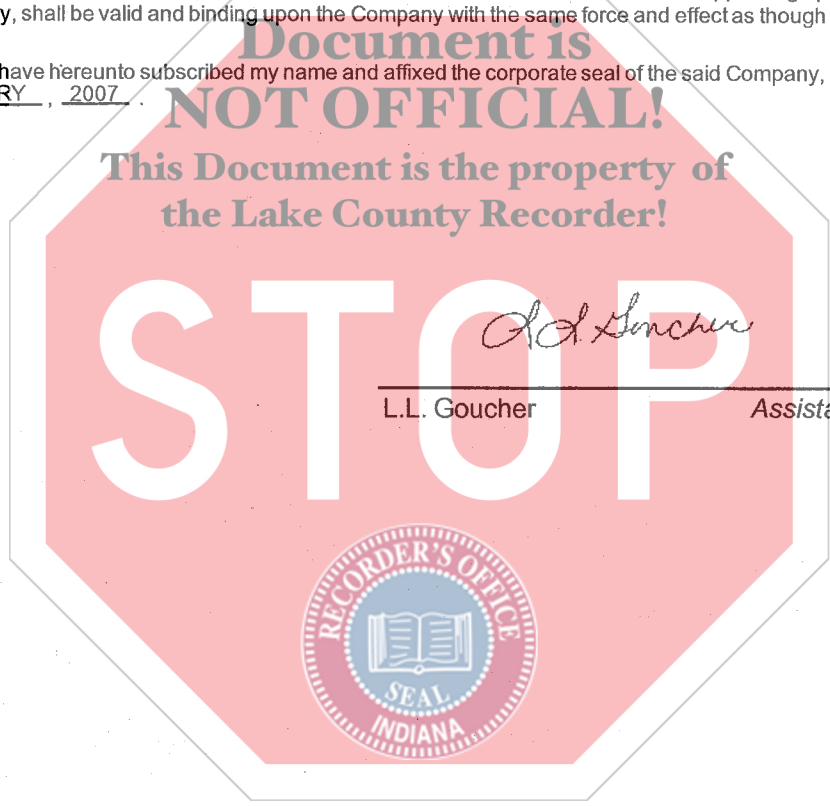 y, shall be valid and binding upon the Company with the same force and effect as though
Document is
have hereunto subscribed my name and affixed the corporate seal of the said Company,
RY , 2007 .
NOT OFFICIAL!
This Document is the property of
the Lake County Recorder!
STOP
L.L. Goucher
L.L. Goucher Assista
RECORDER'S OFFICE
SEAL
INDIANA